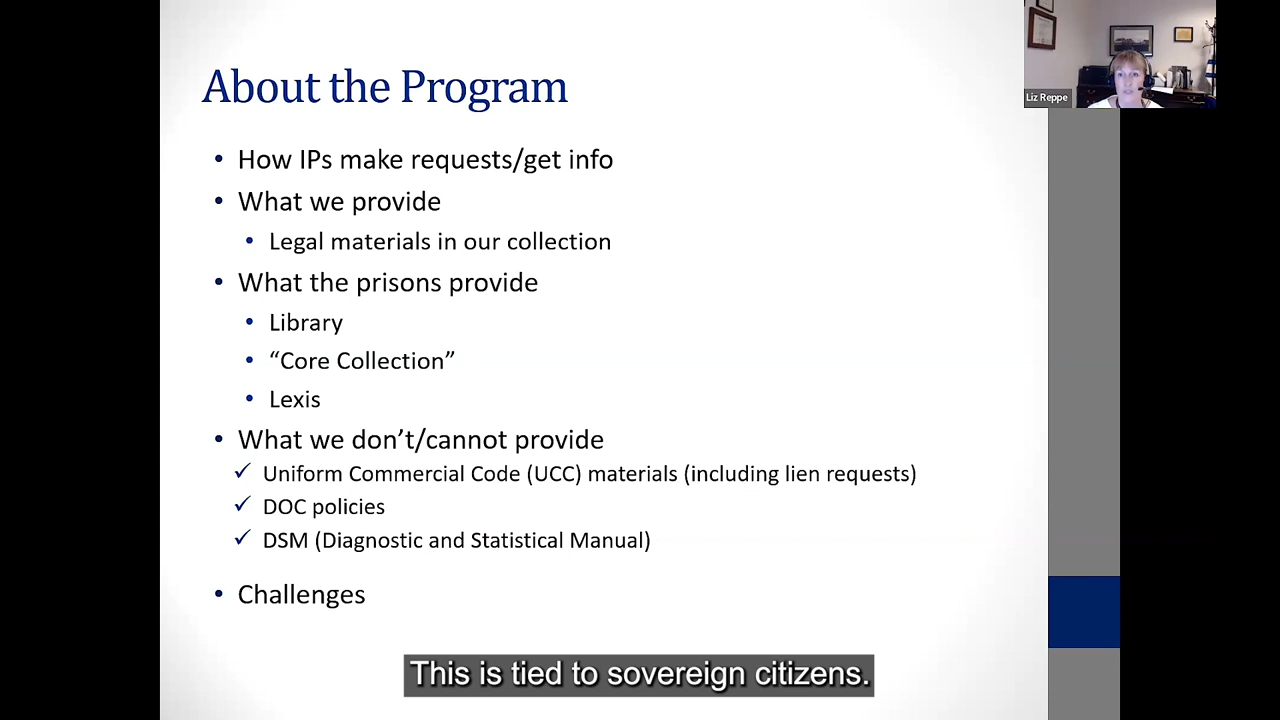 About the Program
• How IPs make requests/get info
• What we provide
• Legal materials in our collection
• What the prisons provide
• Library
• “Core Collection”
• Lexis
• What we don’t/cannot provide
✓ Uniform Commercial Code (UCC) materials (including lien requests)
✓ DOC policies
✓ DSM (Diagnostic and Statistical Manual)
• Challenges
Liz Reppe
This is tied to sovereign citizens.